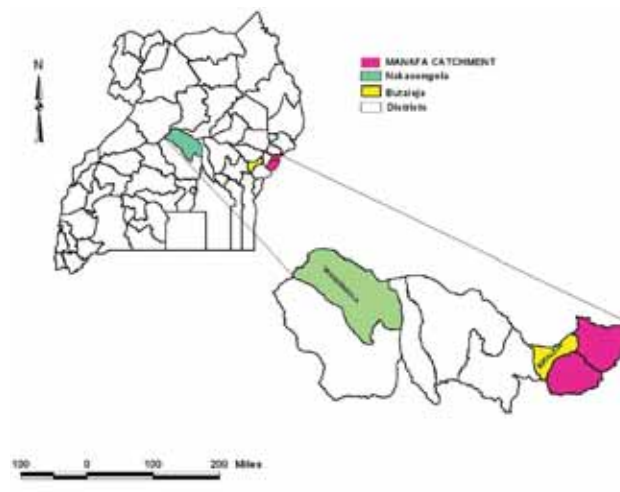 N
MANAFA CATCHMENT
Nakasongola
Butaleja
Districts
100 0 100 200 Miles